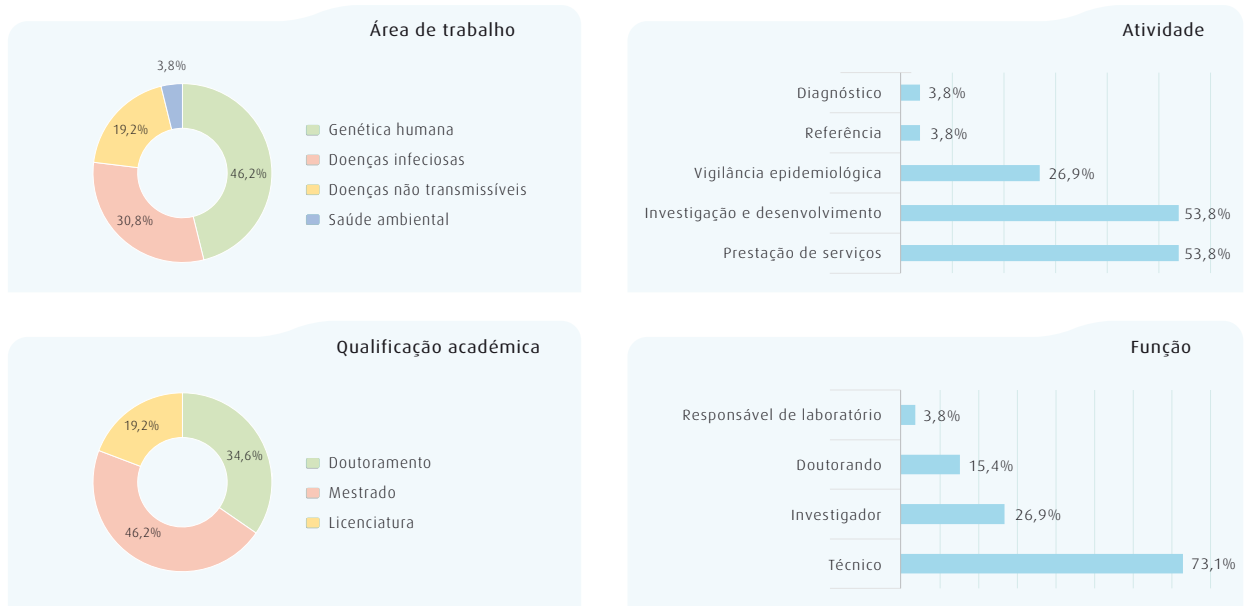 Área de trabalho
3,8%
19,2%
46,2%
30,8%
Genética humana
Doenças infeciosas
Doenças não transmissíveis
Saúde ambiental
Atividade
Diagnóstico 3,8%
Referência 3,8%
Vigilância epidemiológica 26,9%
Investigação e desenvolvimento 53,8%
Prestação de serviços 53,8%
Qualificação académica
19,2%
34,6%
46,2%
Doutoramento
Mestrado
Licenciatura
Função
Responsável de laboratório 3,8%
Doutorando 15,4%
Investigador 26,9%
Técnico 73,1%